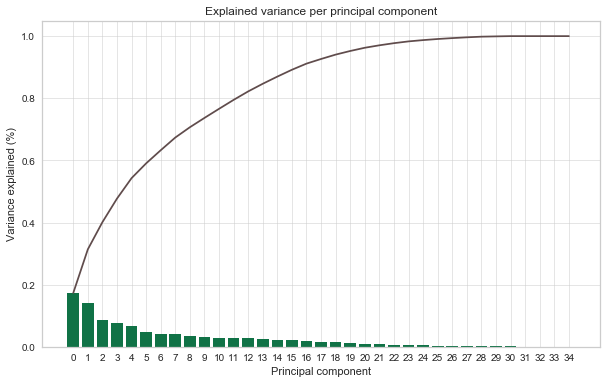 Explained variance per principal component
Variance explained (%)
1.0
0.8
0.6
0.4
0.2
0.0
0 1 2 3 4 5 6 7 8 9 10 11 12 13 14 15 16 17 18 19 20 21 22 23 24 25 26 27 28 29 30 31 32 33 34
Principal component